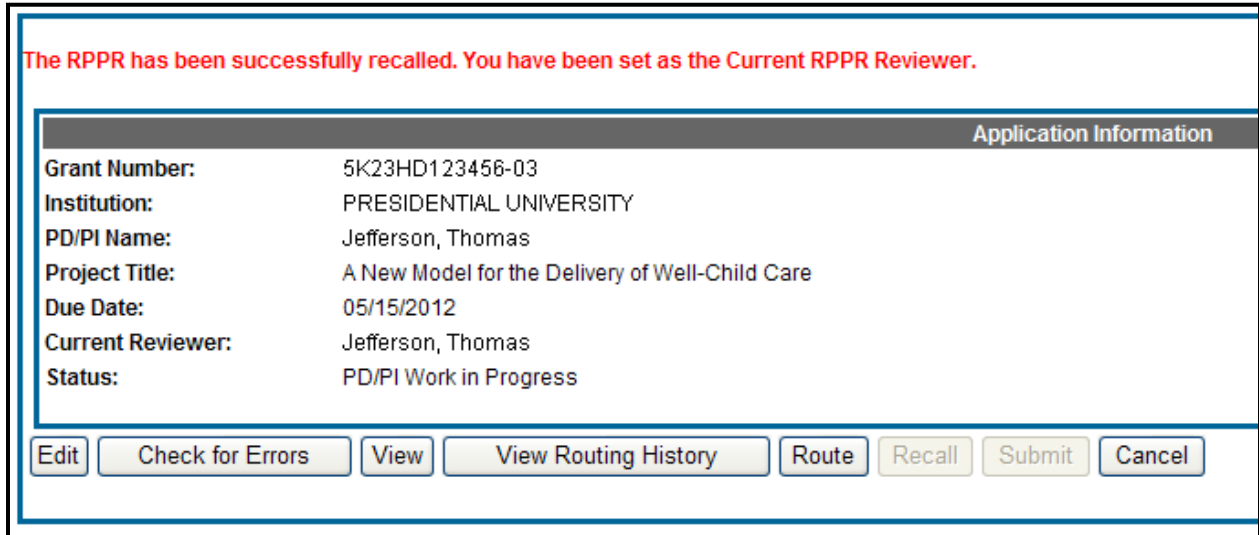 The RPPR has been successfully recalled. You have been set as the Current RPPR Reviewer.
Application Information
Grant Number: 5K23HD123456-03
Institution: PRESIDENTIAL UNIVERSITY
PD/PI Name: Jefferson, Thomas
Project Title: A New Model for the Delivery of Well-Child Care
Due Date: 05/15/2012
Current Reviewer: Jefferson, Thomas
Status: PD/PI Work in Progress
Edit Check for Errors View View Routing History Route Recall Submit Cancel